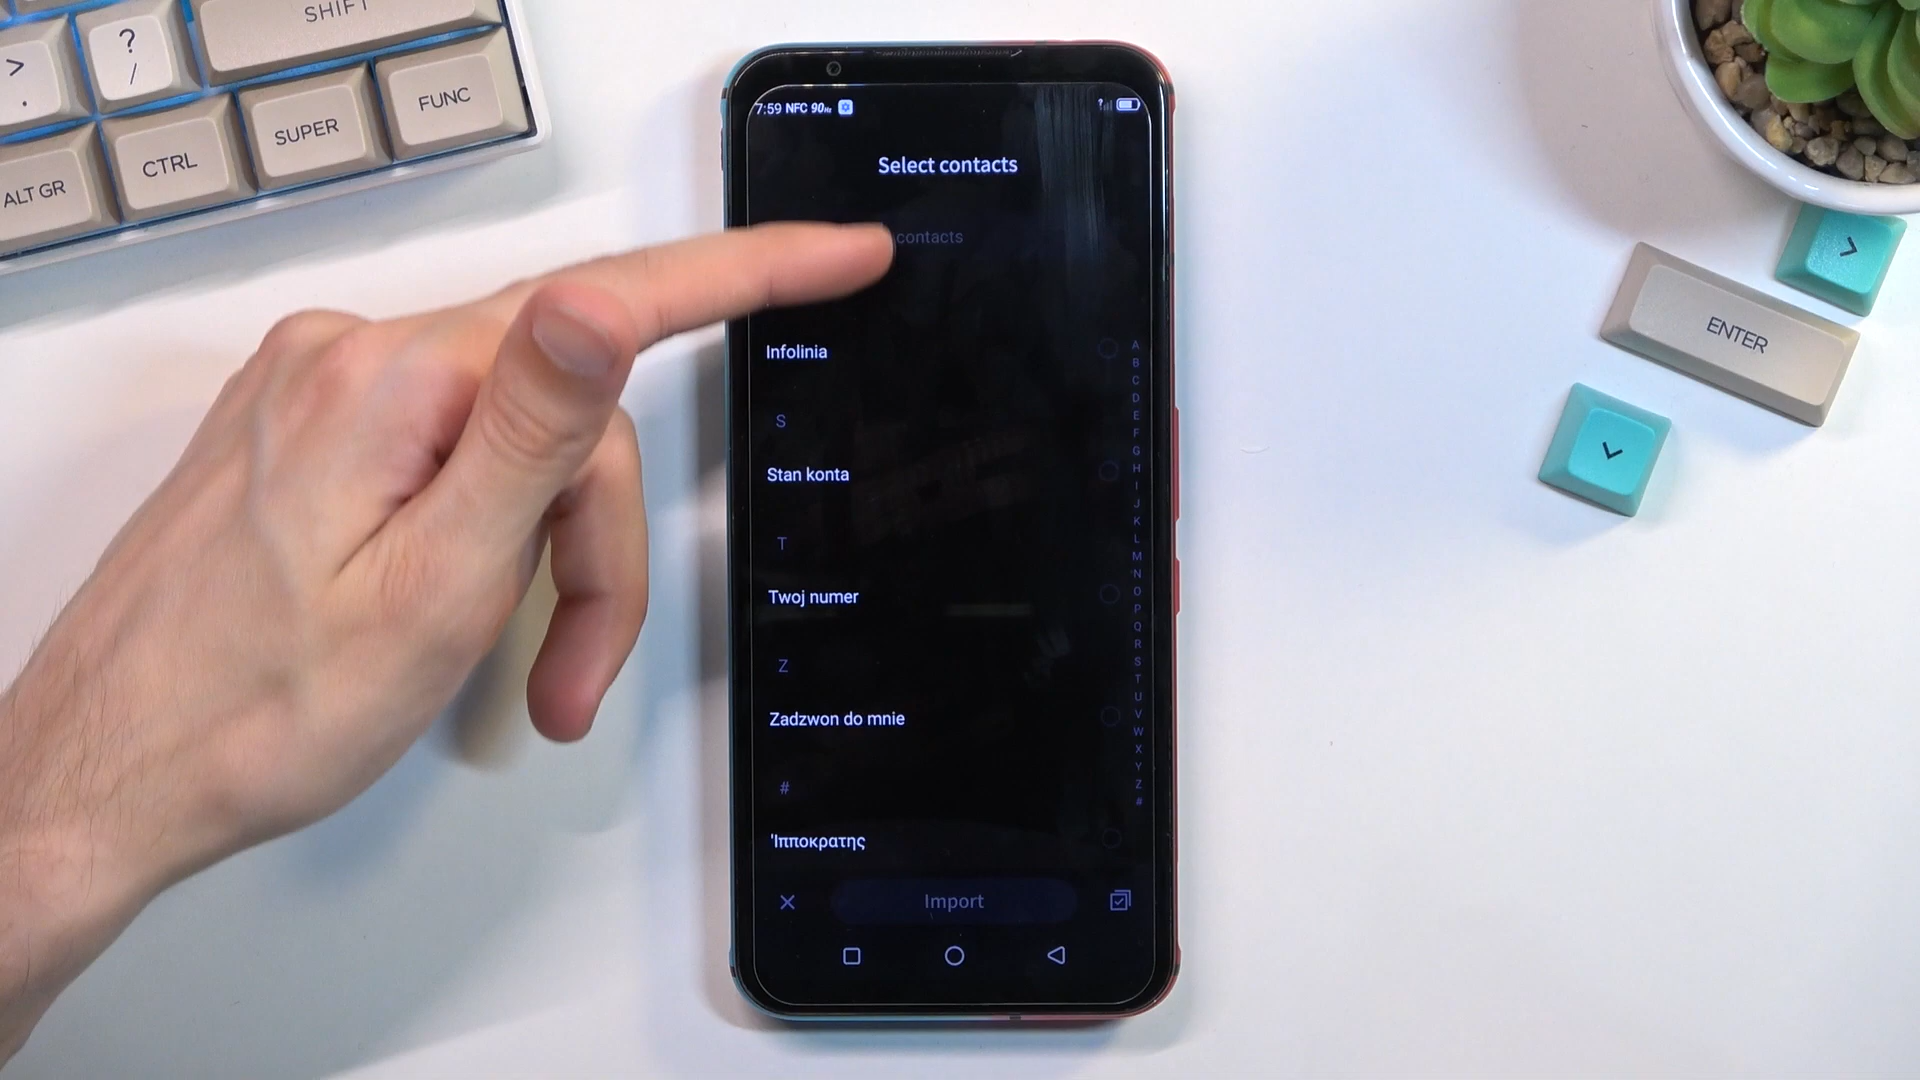 SHIFT
?
/
>
.
FUNC
SUPER
CTRL
ALT GR
7:59 NFC 90Hz
Select contacts
contacts
Infolinia
S
Stan konta
T
Twoj numer
Z
Zadzwon do mnie
#
'Ιπποκρατης
Import
A
B
C
D
E
F
G
H
I
J
K
L
M
N
O
P
Q
R
S
T
U
V
W
X
Y
Z
#
>
ENTER